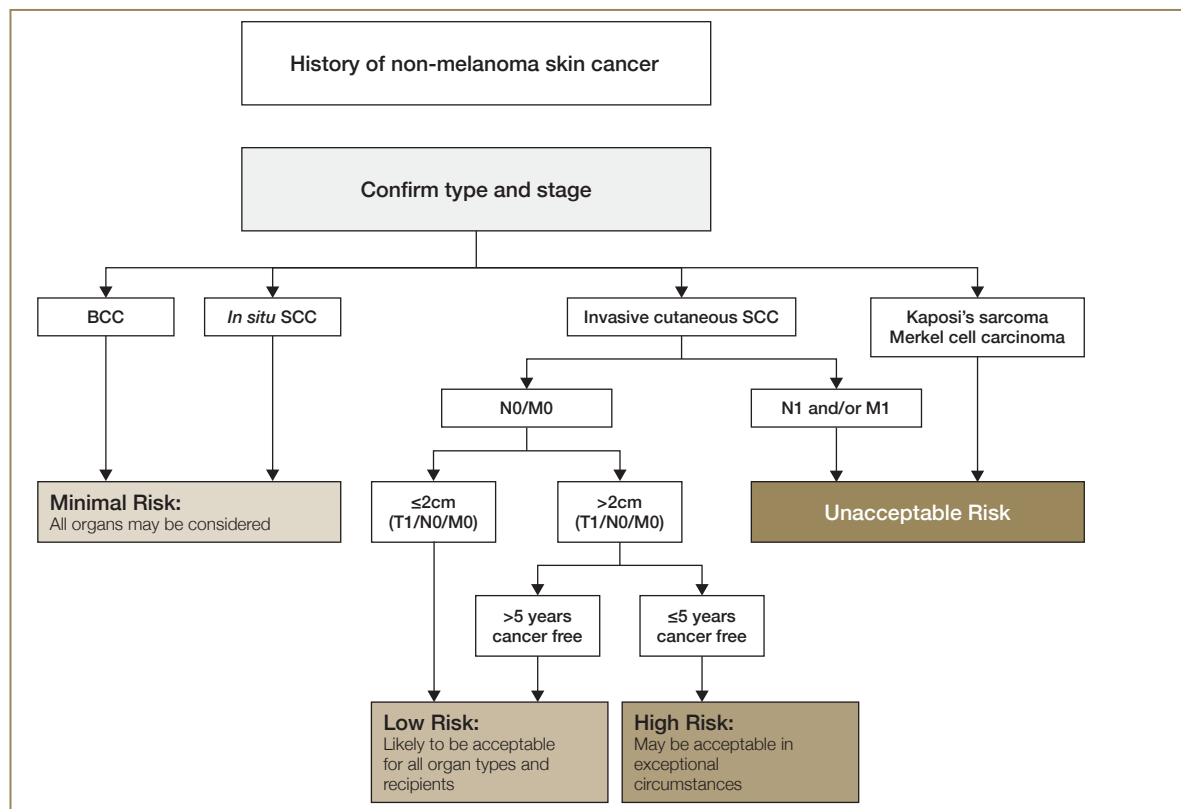 History of non-melanoma skin cancer
Confirm type and stage
BCC
In situ SCC
Invasive cutaneous SCC
Kaposi’s sarcoma
Merkel cell carcinoma
N0/M0
N1 and/or M1
Minimal Risk:
All organs may be considered
≤2cm
(T1/N0/M0)
>2cm
(T1/N0/M0)
Unacceptable Risk
>5 years
cancer free
≤5 years
cancer free
Low Risk:
Likely to be acceptable
for all organ types and
recipients
High Risk:
May be acceptable in
exceptional
circumstances